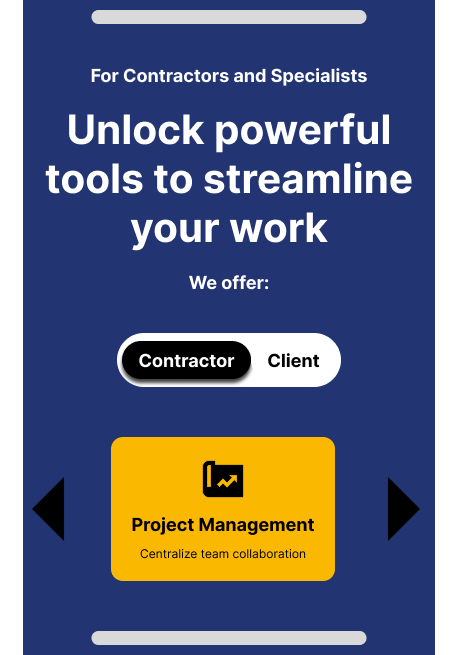 For Contractors and Specialists
Unlock powerful
tools to streamline
your work
We offer:
Contractor
Client
Project Management
Centralize team collaboration